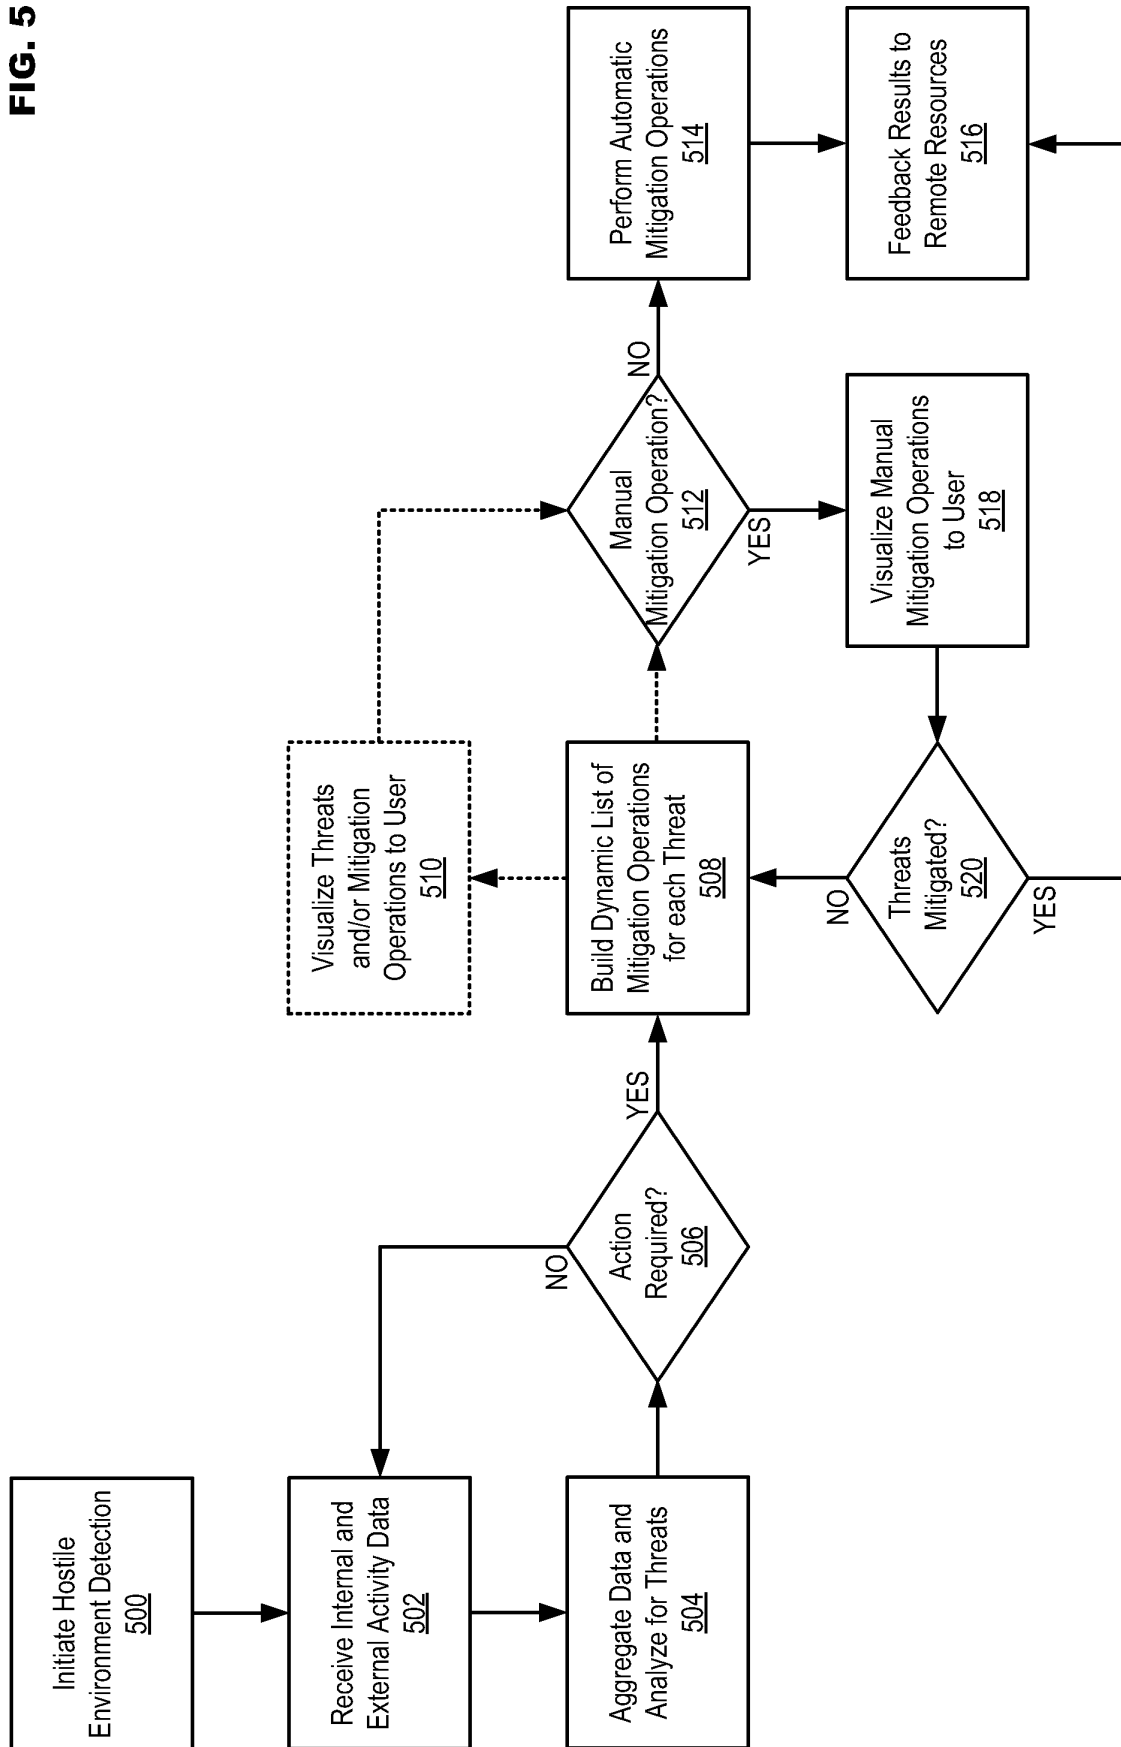 FIG. 5
Initiate Hostile
Environment Detection
500
Receive Internal and
External Activity Data
502
Aggregate Data and
Analyze for Threats
504
Action
Required?
506
NO
YES
Build Dynamic List of
Mitigation Operations
for each Threat
508
Visualize Threats
and/or Mitigation
Operations to User
510
Manual
Mitigation Operation?
512
NO
YES
Perform Automatic
Mitigation Operations
514
Feedback Results to
Remote Resources
516
Visualize Manual
Mitigation Operations
to User
518
Threats
Mitigated?
520
NO
YES